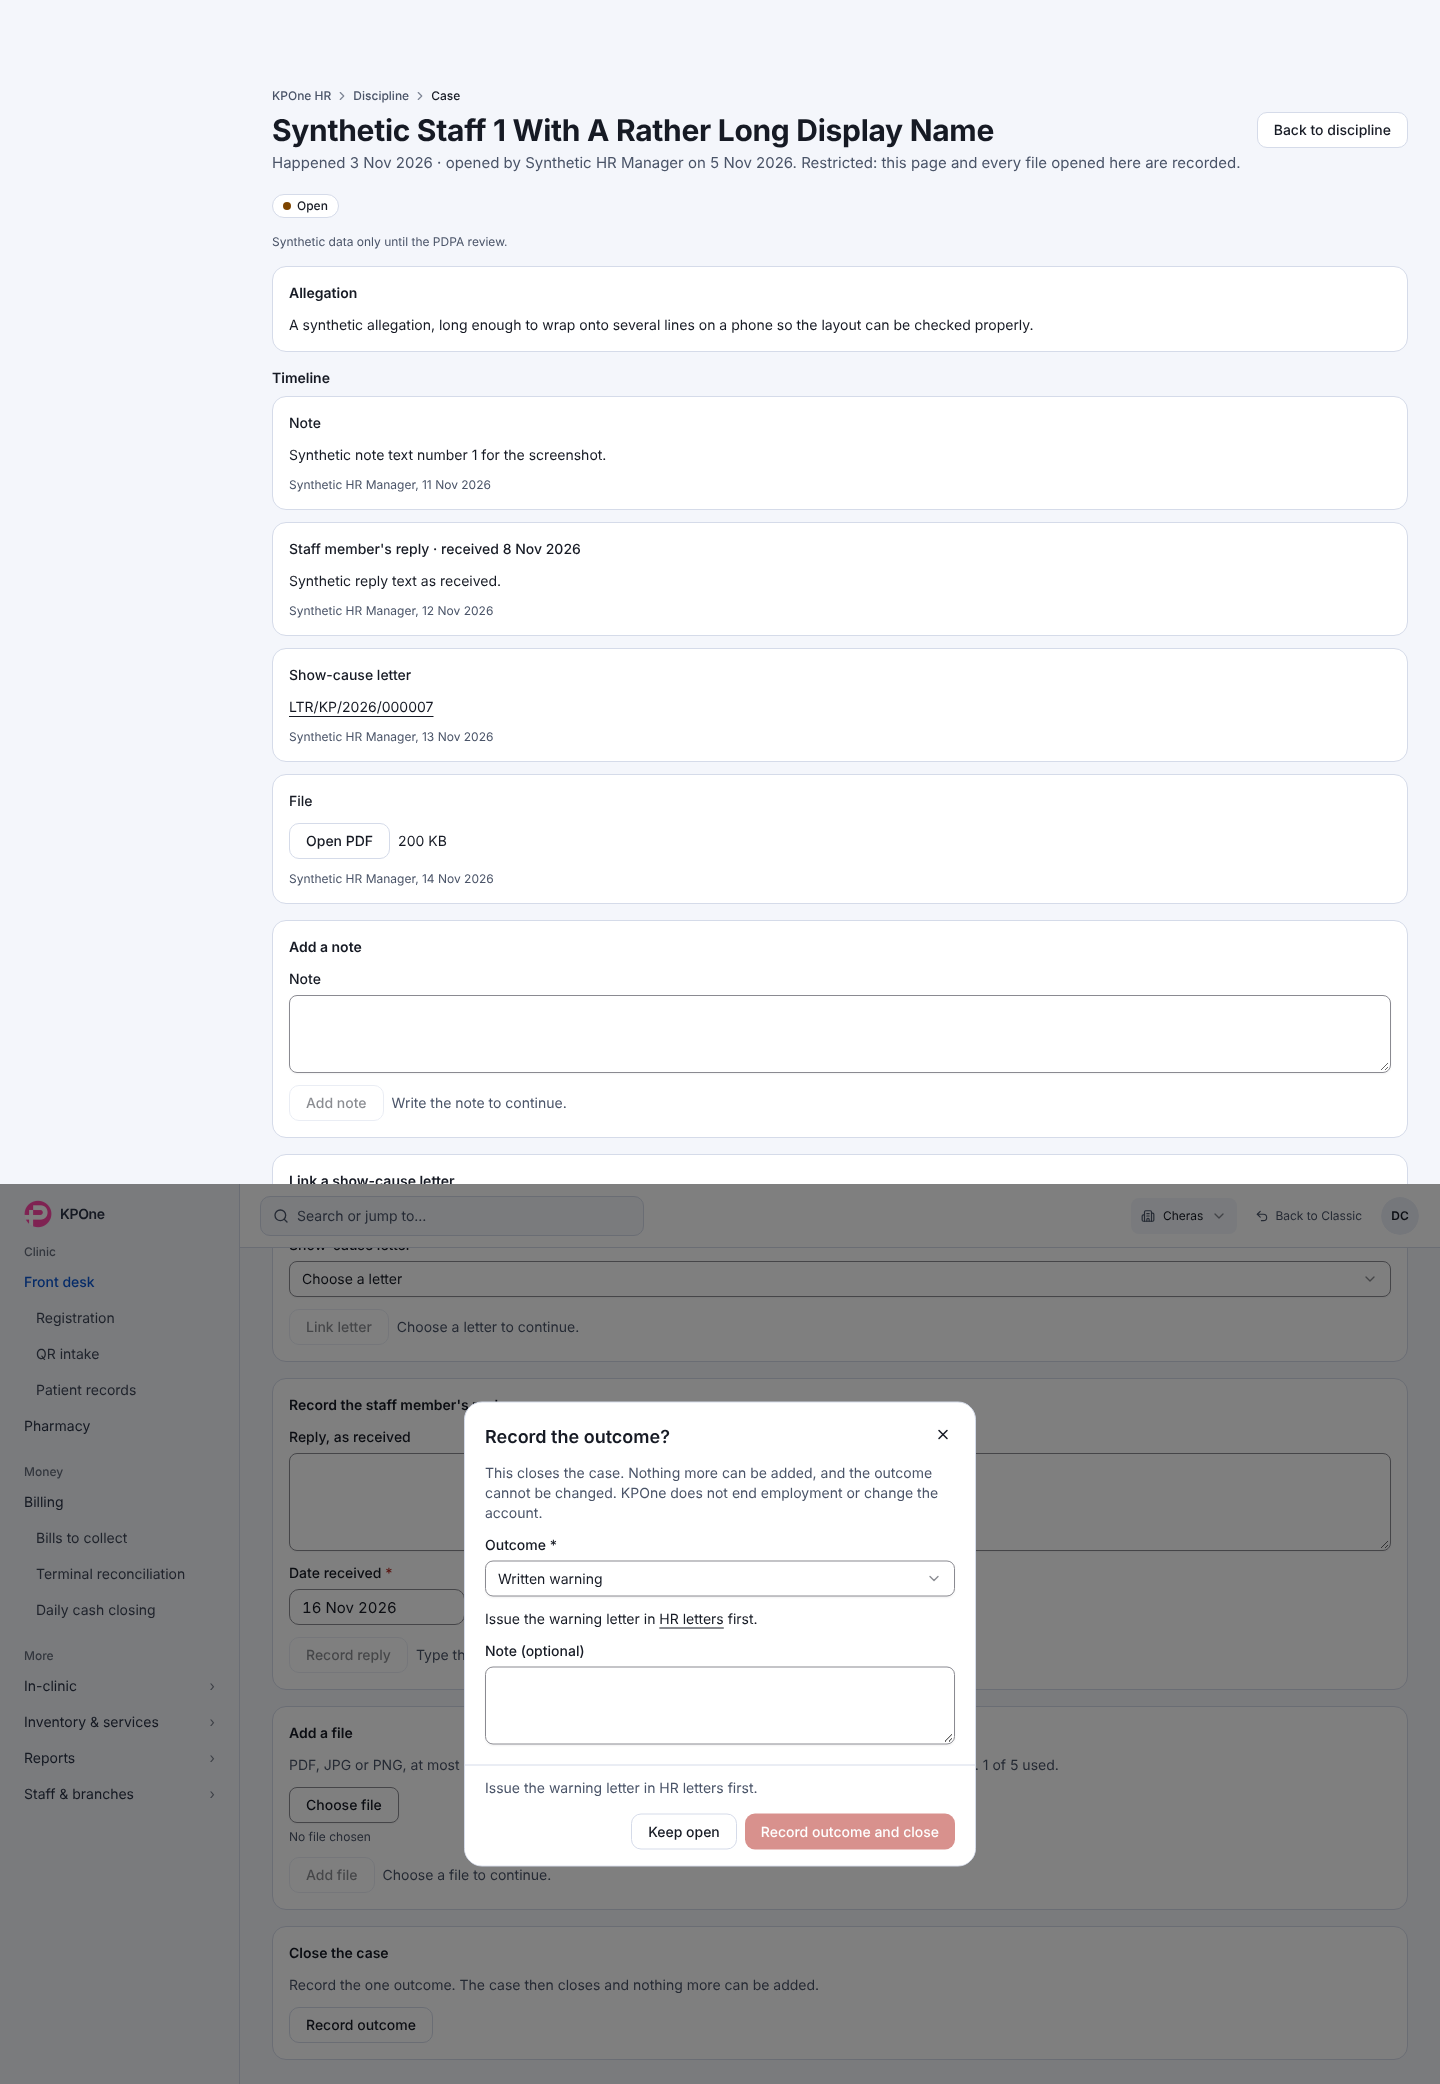 KPOne HR > Discipline > Case
Synthetic Staff 1 With A Rather Long Display Name
Back to discipline
Happened 3 Nov 2026 · opened by Synthetic HR Manager on 5 Nov 2026. Restricted: this page and every file opened here are recorded.
Open
Synthetic data only until the PDPA review.
Allegation
A synthetic allegation, long enough to wrap onto several lines on a phone so the layout can be checked properly.
Timeline
Note
Synthetic note text number 1 for the screenshot.
Synthetic HR Manager, 11 Nov 2026
Staff member's reply · received 8 Nov 2026
Synthetic reply text as received.
Synthetic HR Manager, 12 Nov 2026
Show-cause letter
LTR/KP/2026/000007
Synthetic HR Manager, 13 Nov 2026
File
Open PDF 200 KB
Synthetic HR Manager, 14 Nov 2026
Add a note
Note
Add note Write the note to continue.
Link a show-cause letter
KPOne
Search or jump to...
Cheras
Back to Classic
DC
Clinic
Front desk
Registration
QR intake
Patient records
Pharmacy
Money
Billing
Bills to collect
Terminal reconciliation
Daily cash closing
More
In-clinic
Inventory & services
Reports
Staff & branches
Show-cause letter
Choose a letter
Link letter Choose a letter to continue.
Record the staff member's
Reply, as received
Date received *
16 Nov 2026
Record reply Type
Add a file
PDF, JPG or PNG, at most
1 of 5 used.
Choose file
No file chosen
Add file Choose a file to continue.
Close the case
Record the one outcome. The case then closes and nothing more can be added.
Record outcome
Record the outcome?
This closes the case. Nothing more can be added, and the outcome
cannot be changed. KPOne does not end employment or change the
account.
Outcome *
Written warning
Issue the warning letter in HR letters first.
Note (optional)
Issue the warning letter in HR letters first.
Keep open
Record outcome and close